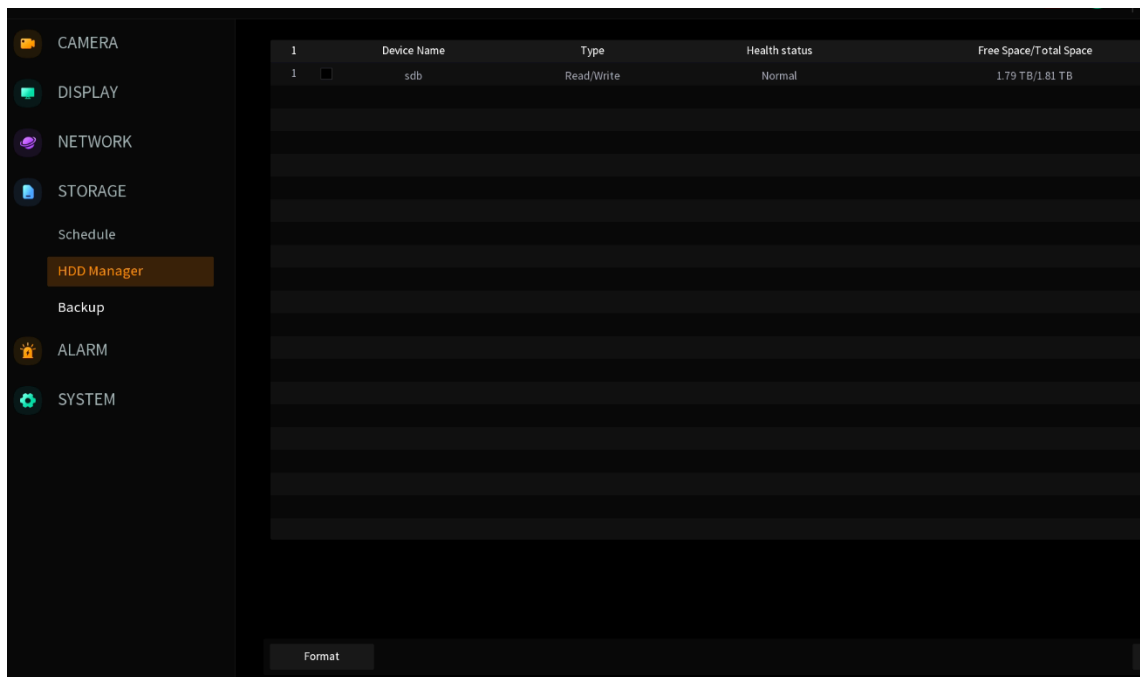 CAMERA
DISPLAY
NETWORK
STORAGE
Schedule
HDD Manager
Backup
ALARM
SYSTEM
1 Device Name Type Health status Free Space/Total Space
1 sdb Read/Write Normal 1.79 TB/1.81 TB
Format